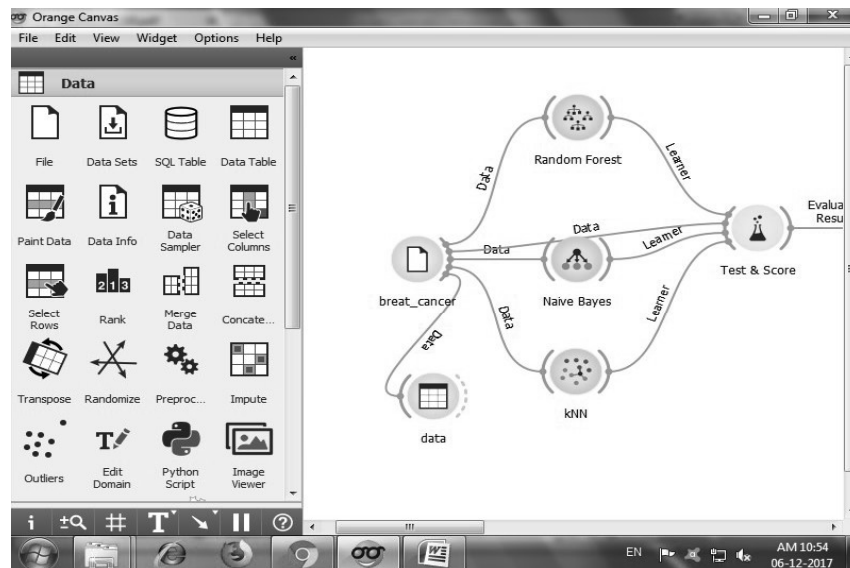 Orange Canvas
File Edit View Widget Options Help
Data
File Data Sets SQL Table Data Table
Paint Data Data Info Data Sampler Select Columns
Select Rows Rank Merge Data Concate...
Transpose Randomize Preproc... Impute
Outliers Edit Domain Python Script Image Viewer
Random Forest
Data
Learner
Data
Data
Learner
Evalua
Resu
Test & Score
breat_cancer
Naive Bayes
Data
Data
Learner
kNN
data
EN
AM 10:54
06-12-2017